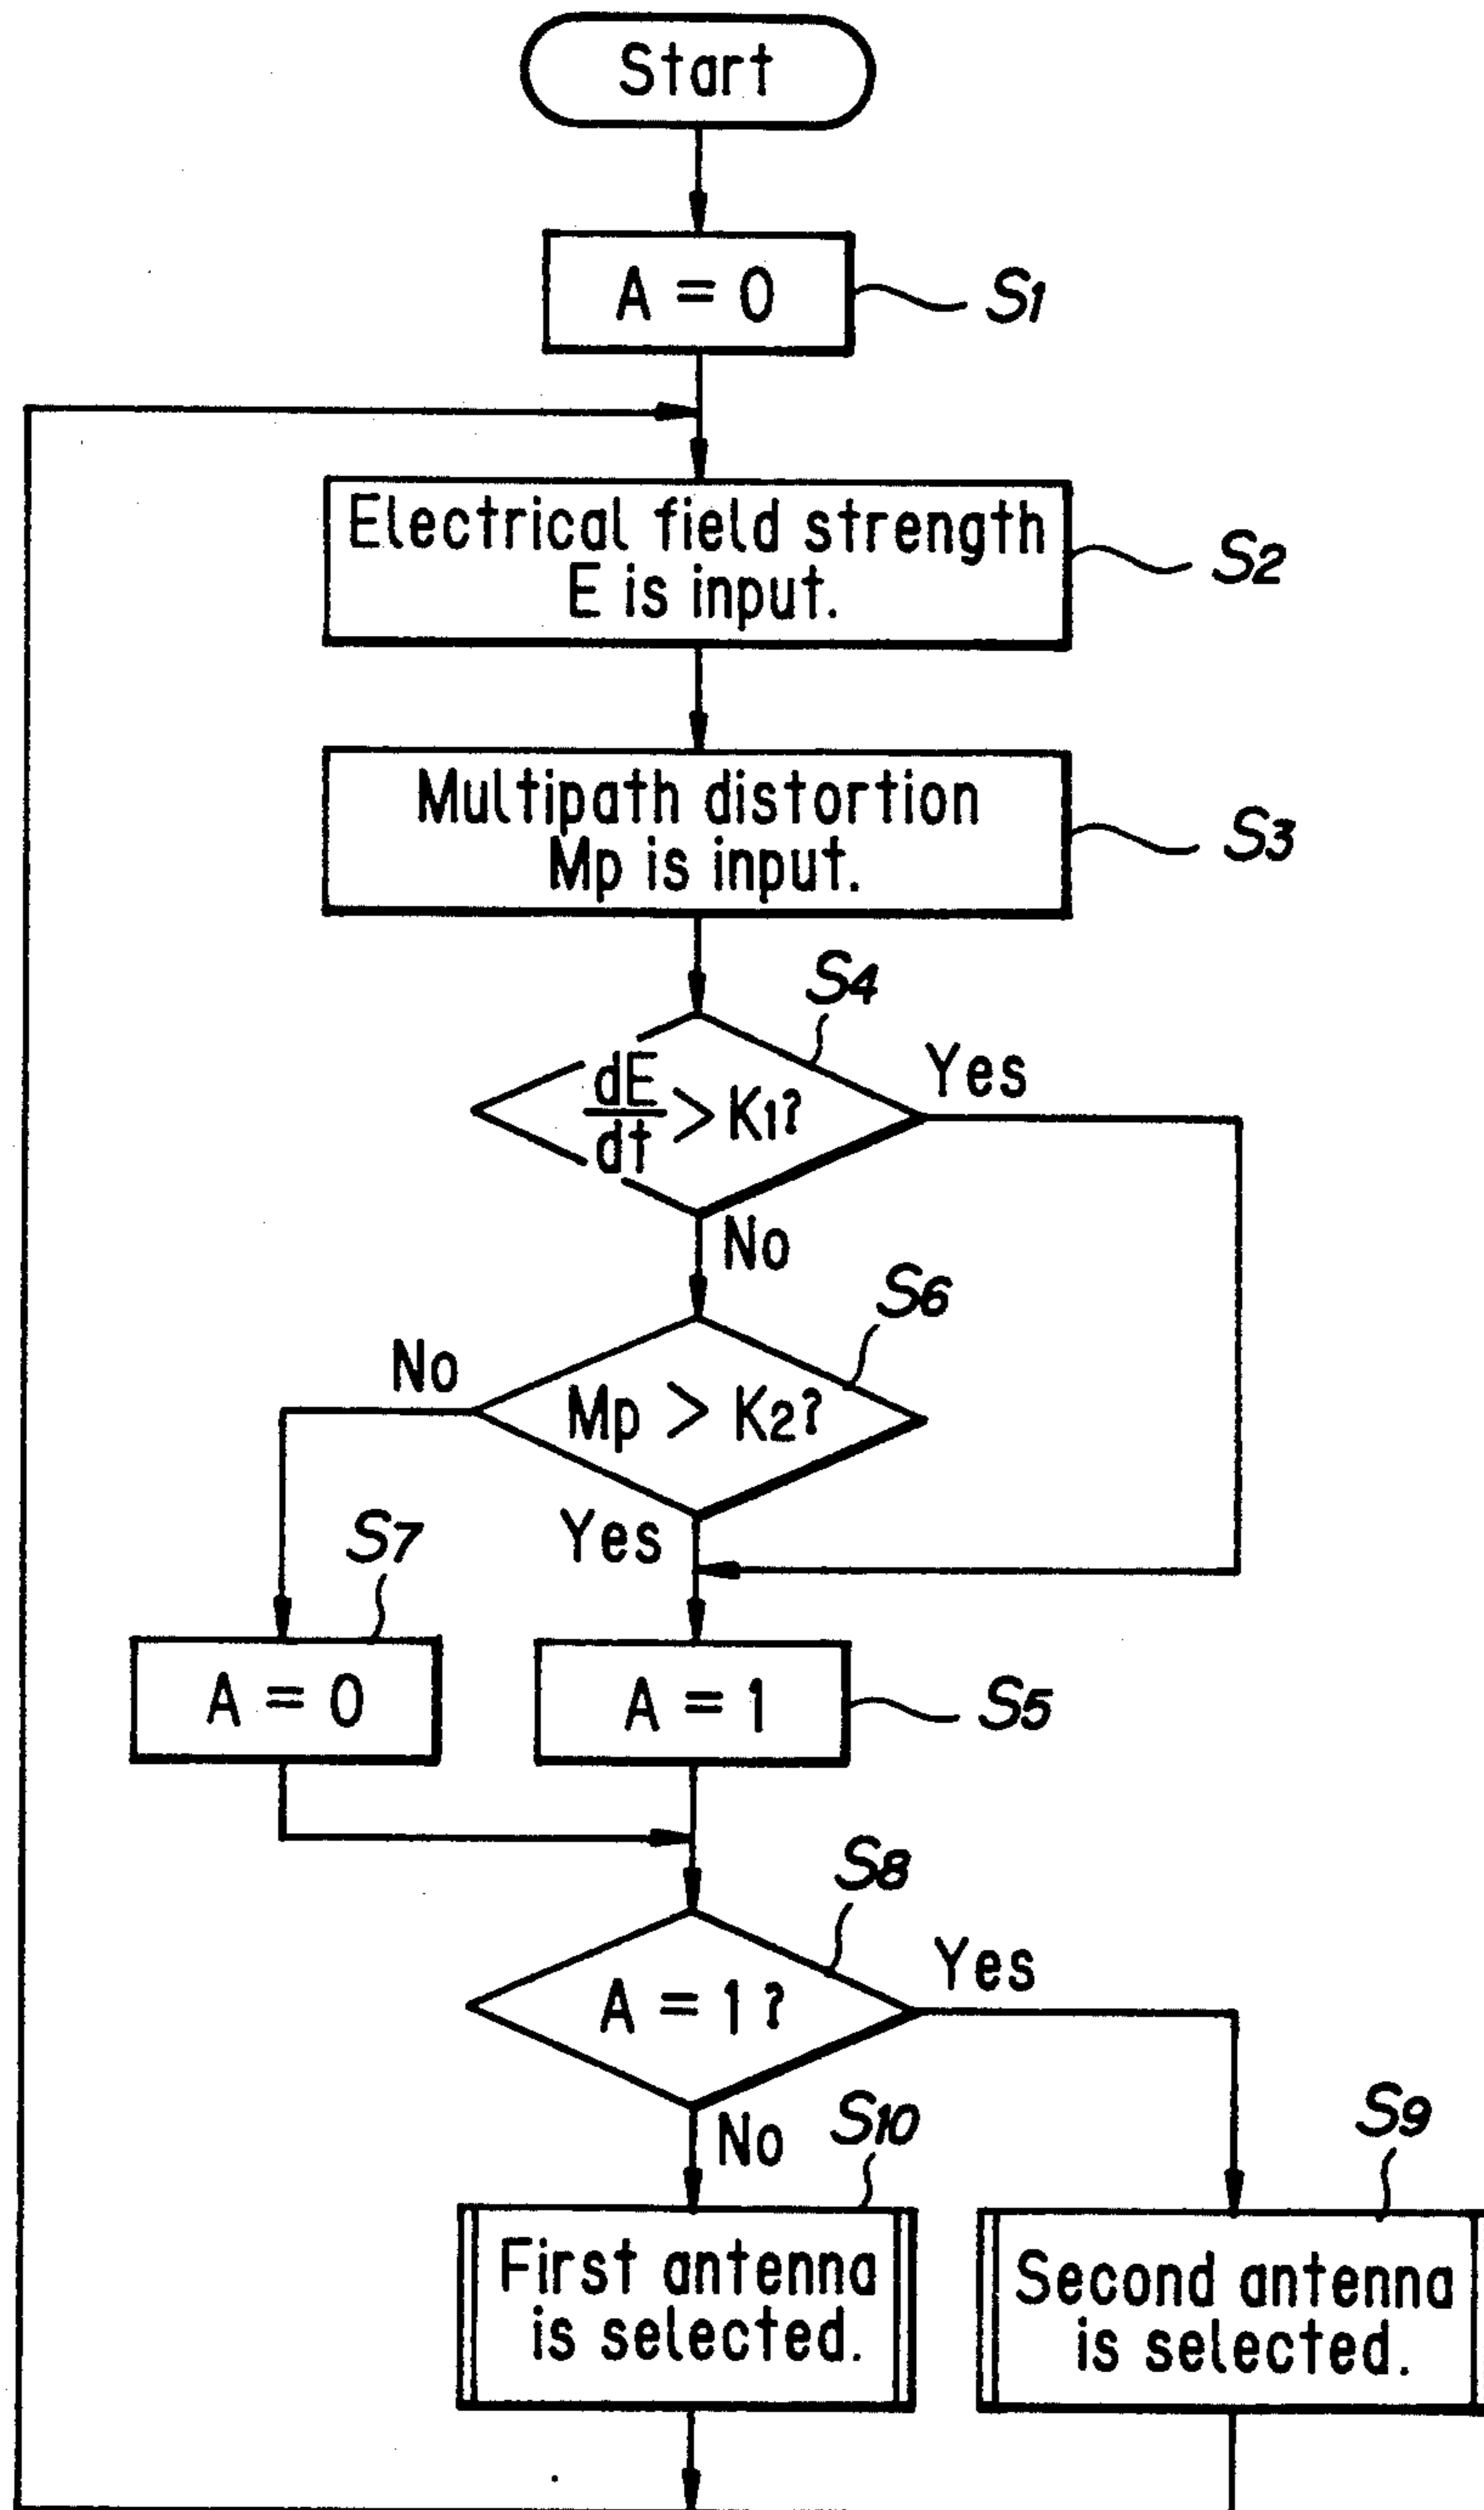 Start
A = 0
S1
Electrical field strength
E is input.
S2
Multipath distortion
Mp is input.
S3
S4
dE
dt
> K1?
Yes
No
S6
No
Mp > K2?
Yes
S7
A = 0
A = 1
S5
S8
A = 1?
Yes
No
S10
S9
First antenna
is selected.
Second antenna
is selected.